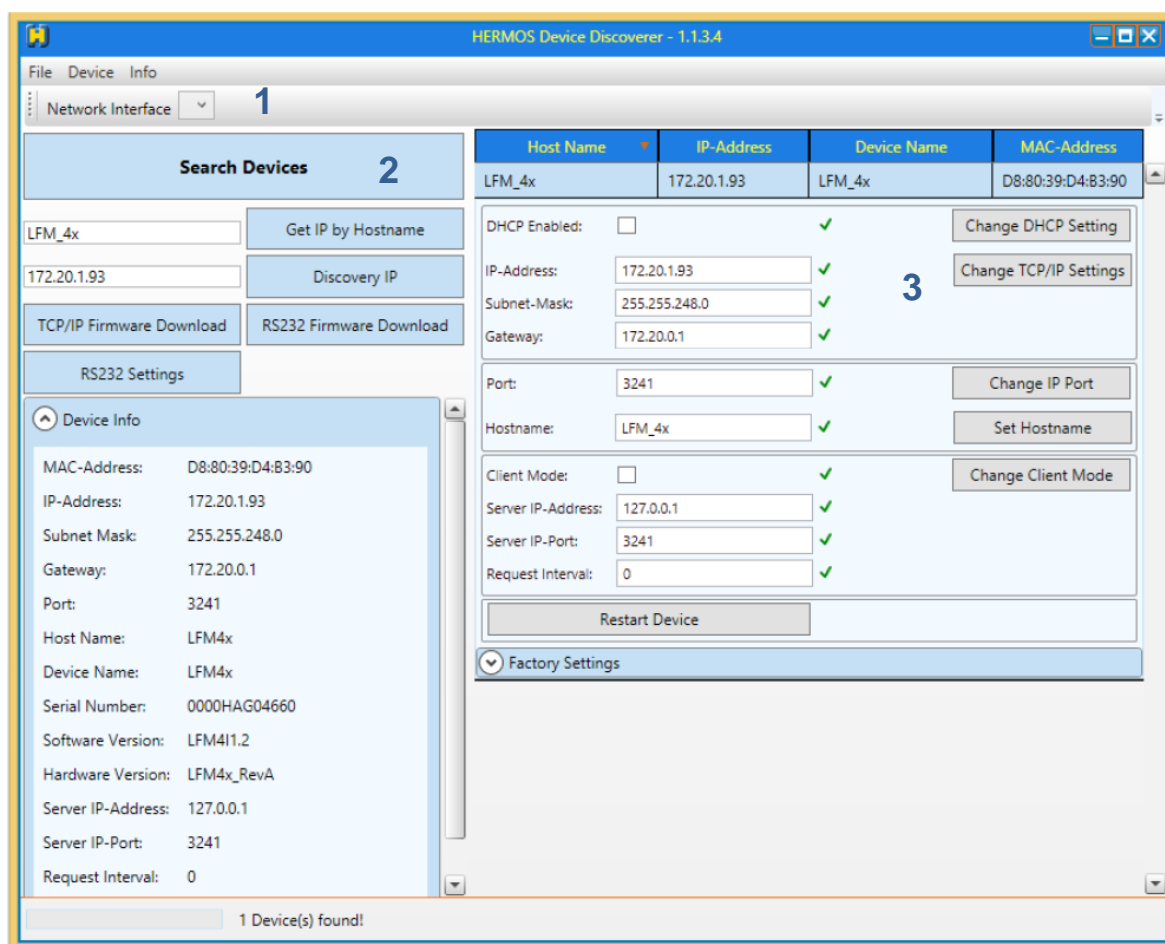 HERMOS Device Discoverer - 1.1.3.4
File Device Info
Network Interface 1
Search Devices 2
LFM_4x Get IP by Hostname
172.20.1.93 Discovery IP
TCP/IP Firmware Download RS232 Firmware Download
RS232 Settings
Device Info
MAC-Address: D8:80:39:D4:B3:90
IP-Address: 172.20.1.93
Subnet Mask: 255.255.248.0
Gateway: 172.20.0.1
Port: 3241
Host Name: LFM4x
Device Name: LFM4x
Serial Number: 0000HAG04660
Software Version: LFM4I1.2
Hardware Version: LFM4x_RevA
Server IP-Address: 127.0.0.1
Server IP-Port: 3241
Request Interval: 0
Host Name IP-Address Device Name MAC-Address
LFM_4x 172.20.1.93 LFM_4x D8:80:39:D4:B3:90
DHCP Enabled: Change DHCP Setting
IP-Address: 172.20.1.93 Change TCP/IP Settings
3
Subnet-Mask: 255.255.248.0
Gateway: 172.20.0.1
Port: 3241 Change IP Port
Hostname: LFM_4x Set Hostname
Client Mode: Change Client Mode
Server IP-Address: 127.0.0.1
Server IP-Port: 3241
Request Interval: 0
Restart Device
Factory Settings
1 Device(s) found!